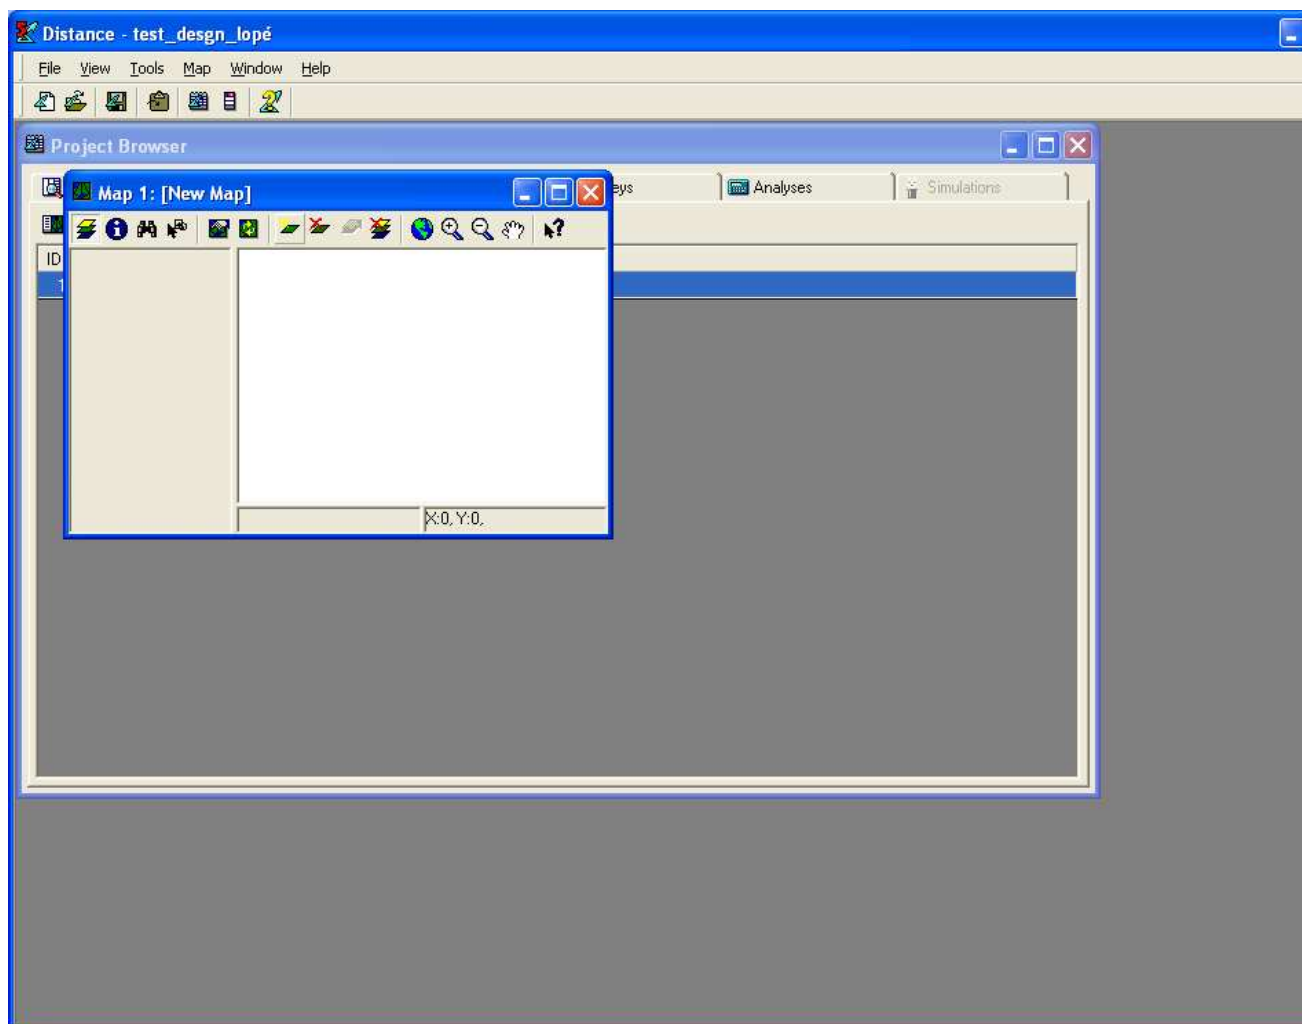 Distance - test_desgn_lopé
File View Tools Map Window Help
Project Browser
Map 1: [New Map]
eys
Analyses
Simulations
ID
1
X:0, Y:0,